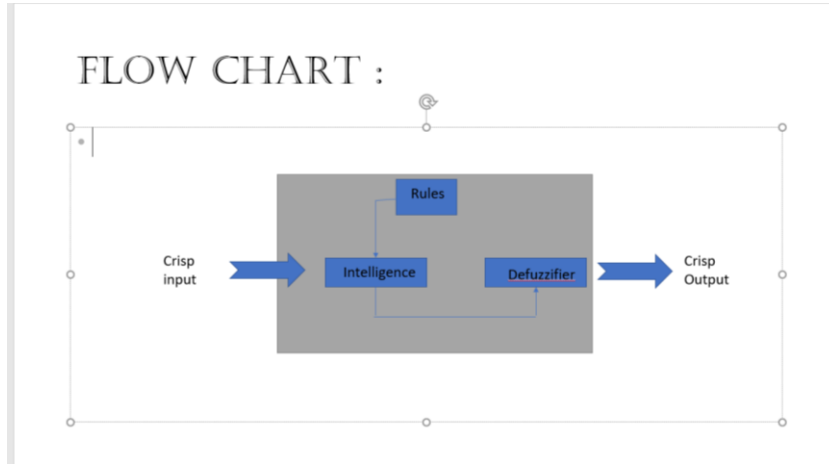 FLOW CHART :
Rules
Crisp
input
Intelligence
Defuzzifier
Crisp
Output